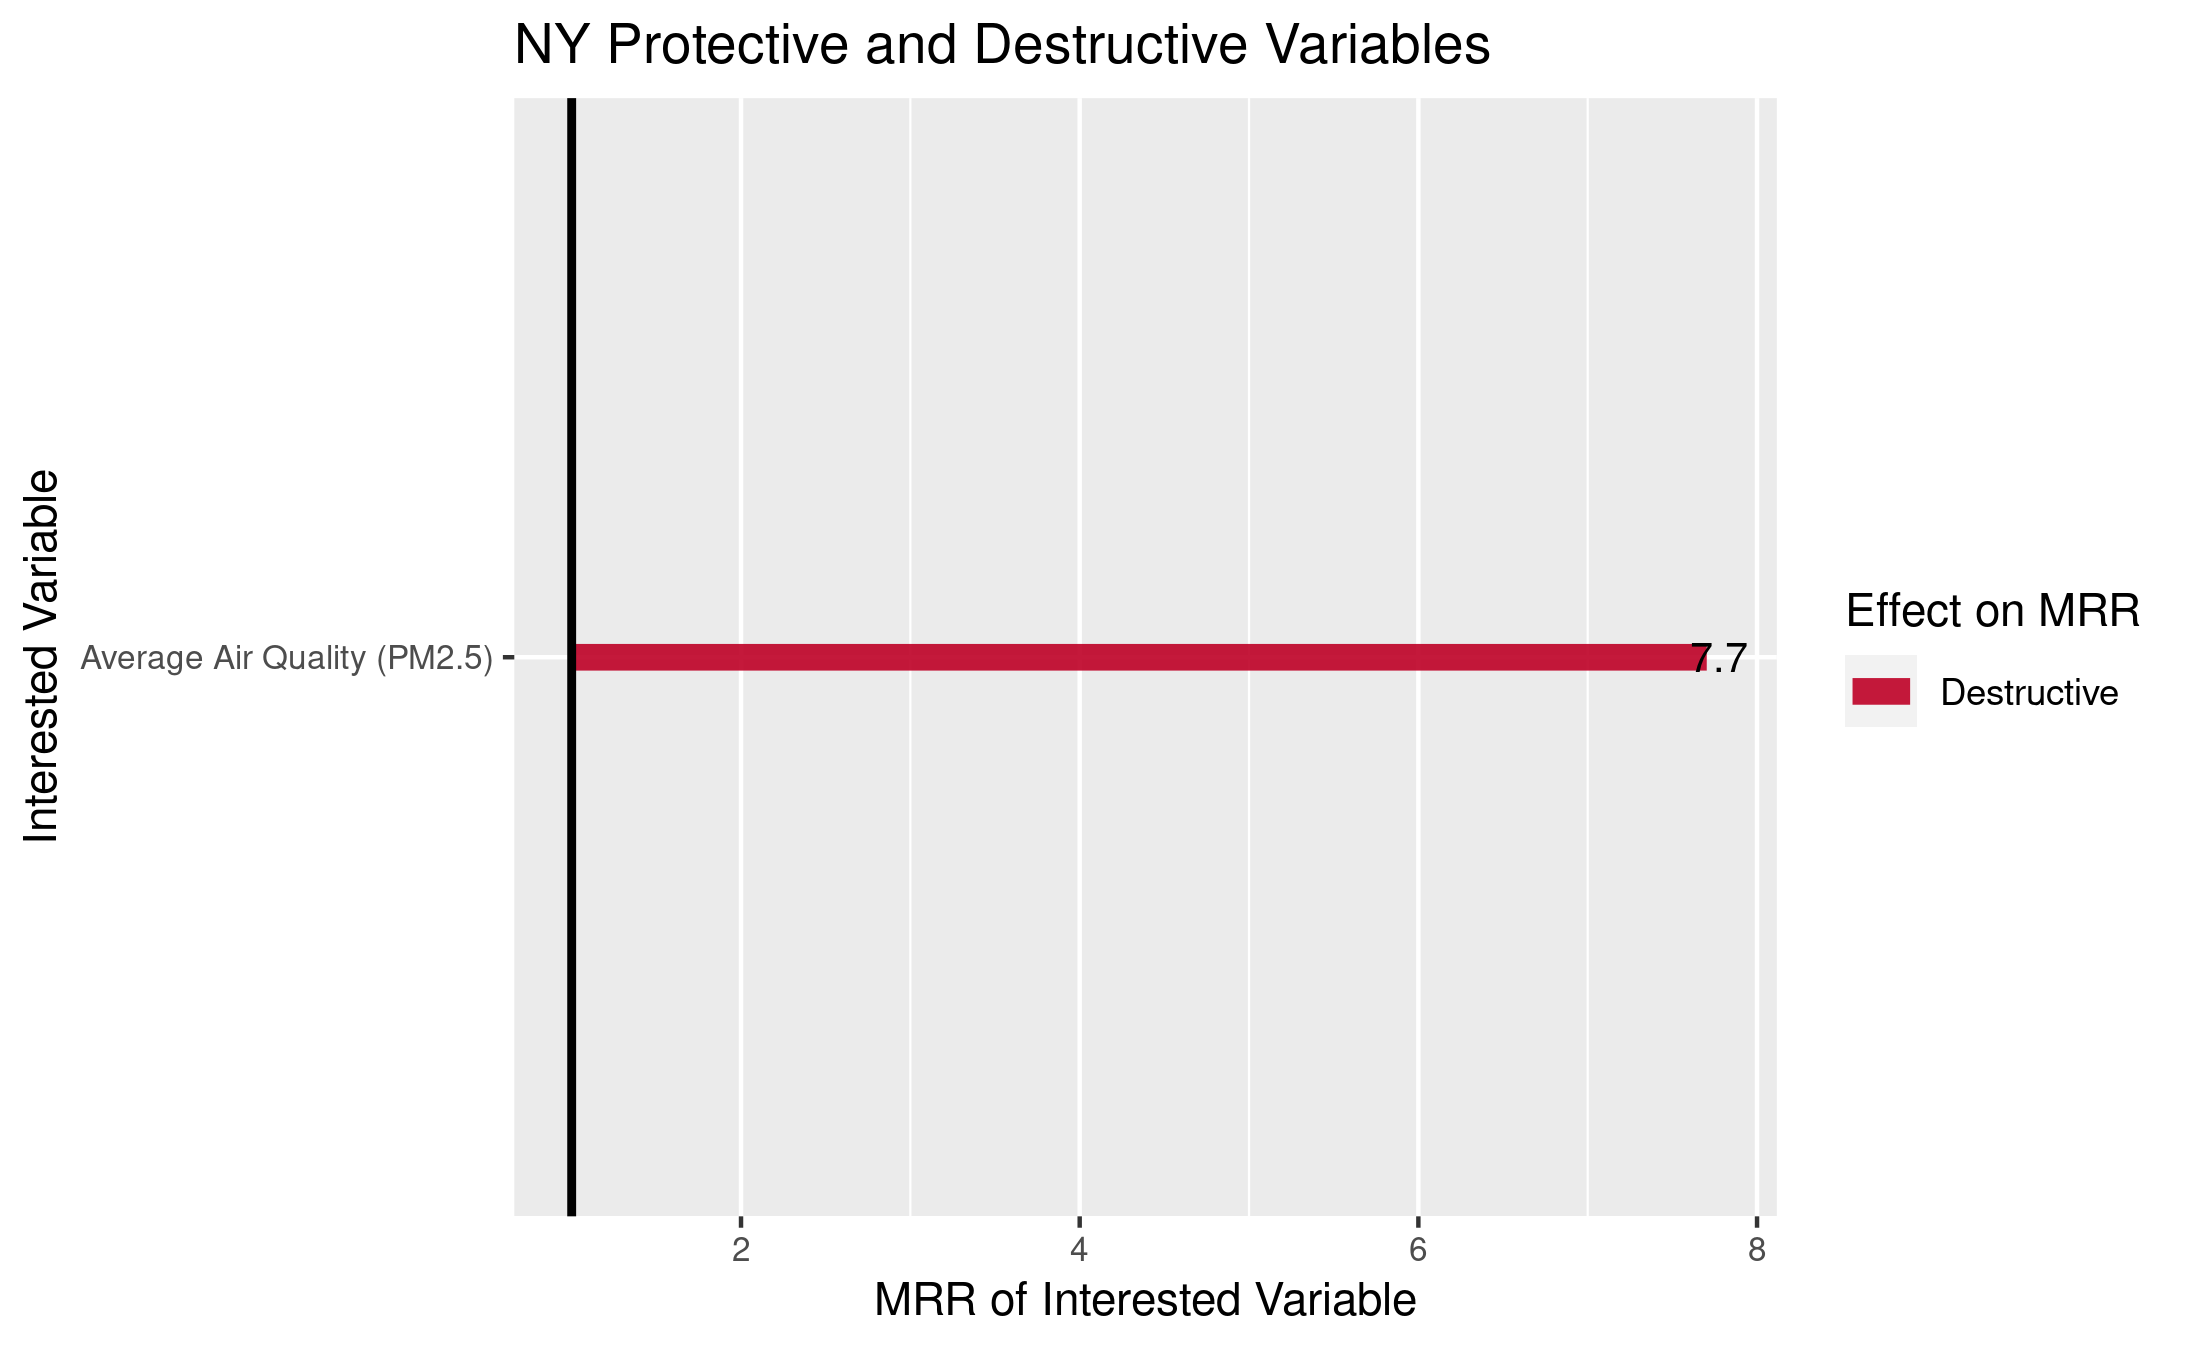 NY Protective and Destructive Variables
Interested Variable
Average Air Quality (PM2.5)
7.7
Effect on MRR
Destructive
2 4 6 8
MRR of Interested Variable